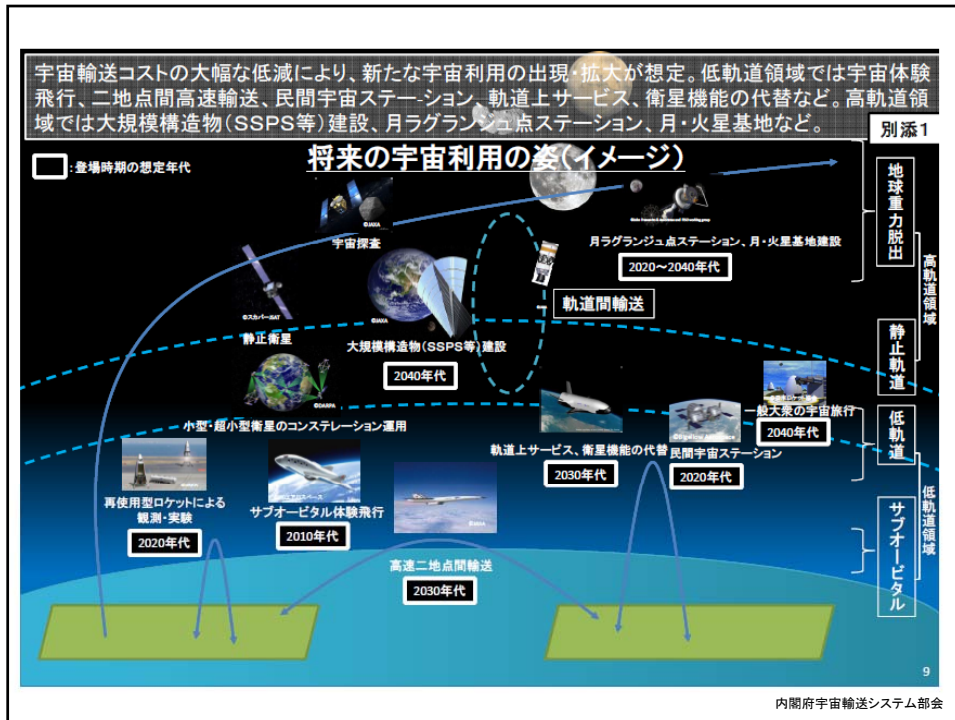 宇宙輸送コストの大幅な低減により、新たな宇宙利用の出現・拡大が想定。低軌道領域では宇宙体験
飛行、二地点間高速輸送、民間宇宙ステー-ション、軌道上サービス、衛星機能の代替など。高軌道領
域では大規模構造物(SSPS等)建設、月ラグランジュ点ステーション、月・火星基地など。
別添1
将来の宇宙利用の姿(イメージ)
:登場時期の想定年代
地球重力脱出
高軌道領域
©JAXA
宇宙探査
月ラグランジュ点ステーション、月・火星基地建設
2020~2040年代
軌道間輸送
©スカパーJSAT
静止衛星
©JAXA
大規模構造物(SSPS等)建設
2040年代
静止軌道
©DARPA
小型・超小型衛星のコンステレーション運用
軌道上サービス、衛星機能の代替
2030年代
民間宇宙ステーション
2020年代
一般大衆の宇宙旅行
2040年代
低軌道
低軌道領域
再使用型ロケットによる
観測・実験
2020年代
サブオービタル体験飛行
2010年代
高速二地点間輸送
2030年代
サブオービタル
9
内閣府宇宙輸送システム部会